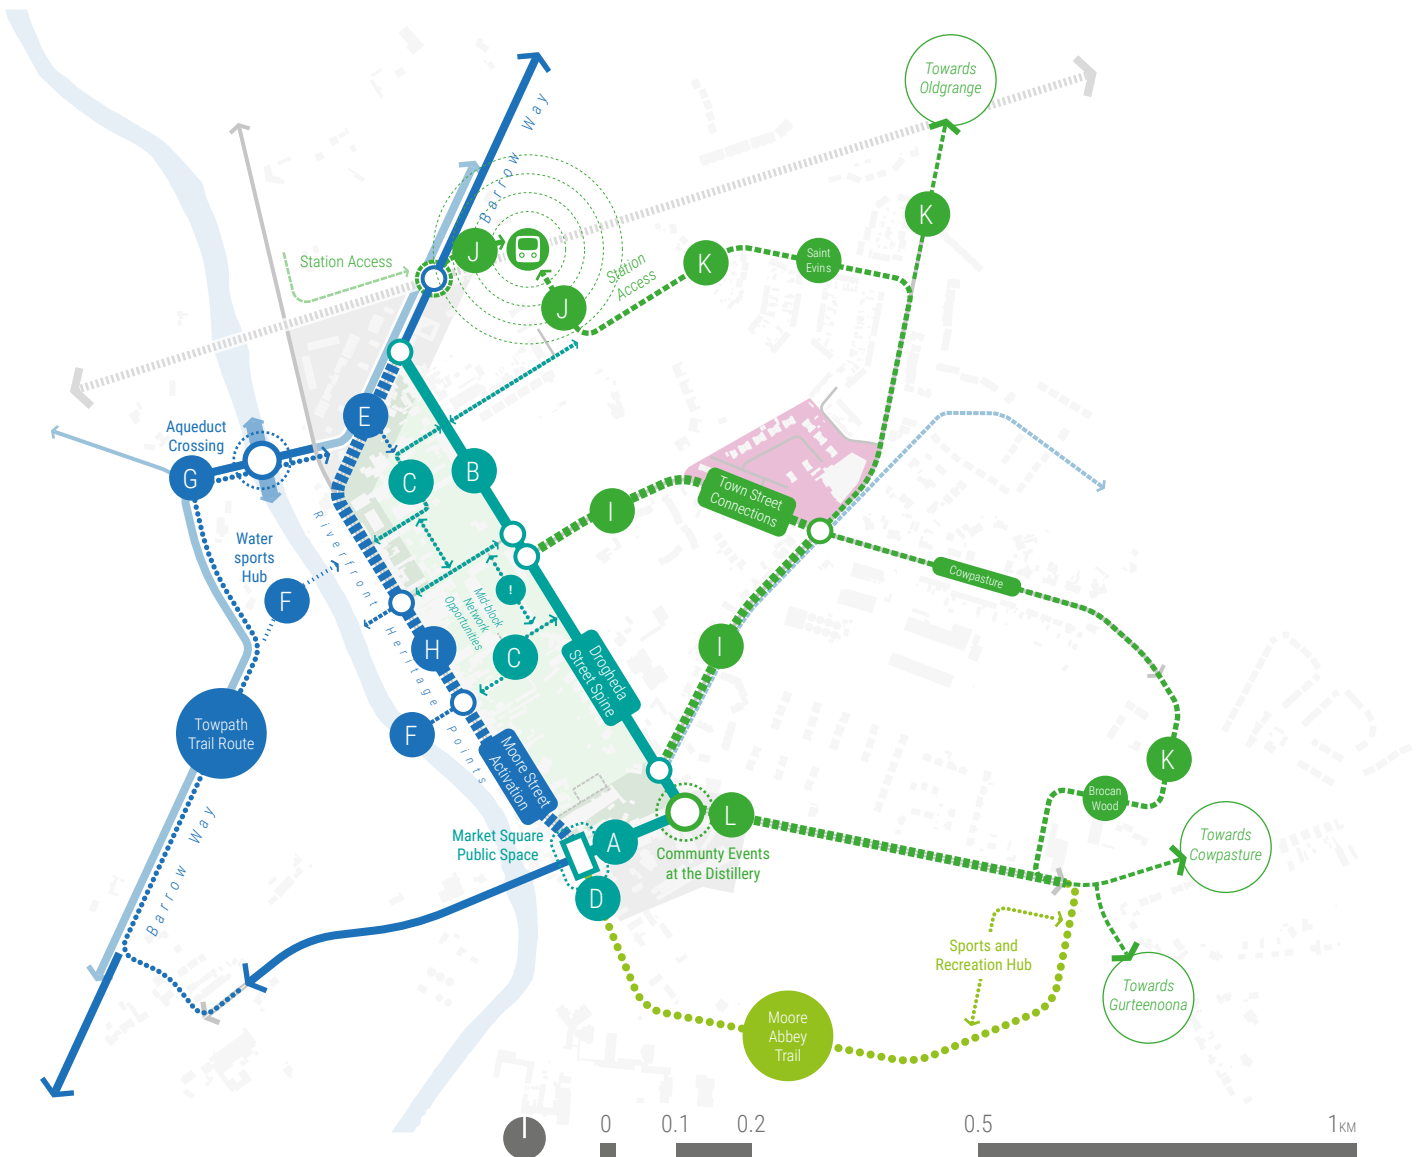 Towards
Oldgrange
Barrow Way
K
J
Station Access
Station
Access
K
Saint
Evins
J
E
Aqueduct
Crossing
G
C
B
Town Street
Connections
I
Riverfront Heritage Points
Water
sports
Hub
F
Mid-block
Network
Opportunities
!
Cowpasture
H
C
I
Drogheda
Street Spine
F
Towpath
Trail Route
Moore Street
Activation
K
Brocan
Wood
Barrow Way
Market Square
Public Space
A
L
Communty Events
at the Distillery
Towards
Cowpasture
D
Sports and
Recreation Hub
Towards
Gurteenoona
Moore
Abbey
Trail
0 0.1 0.2 0.5 1KM